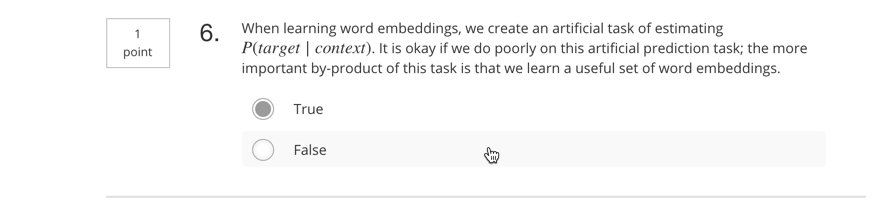 1
point
6.
When learning word embeddings, we create an artificial task of estimating
P(target | context). It is okay if we do poorly on this artificial prediction task; the more
important by-product of this task is that we learn a useful set of word embeddings.
True
False